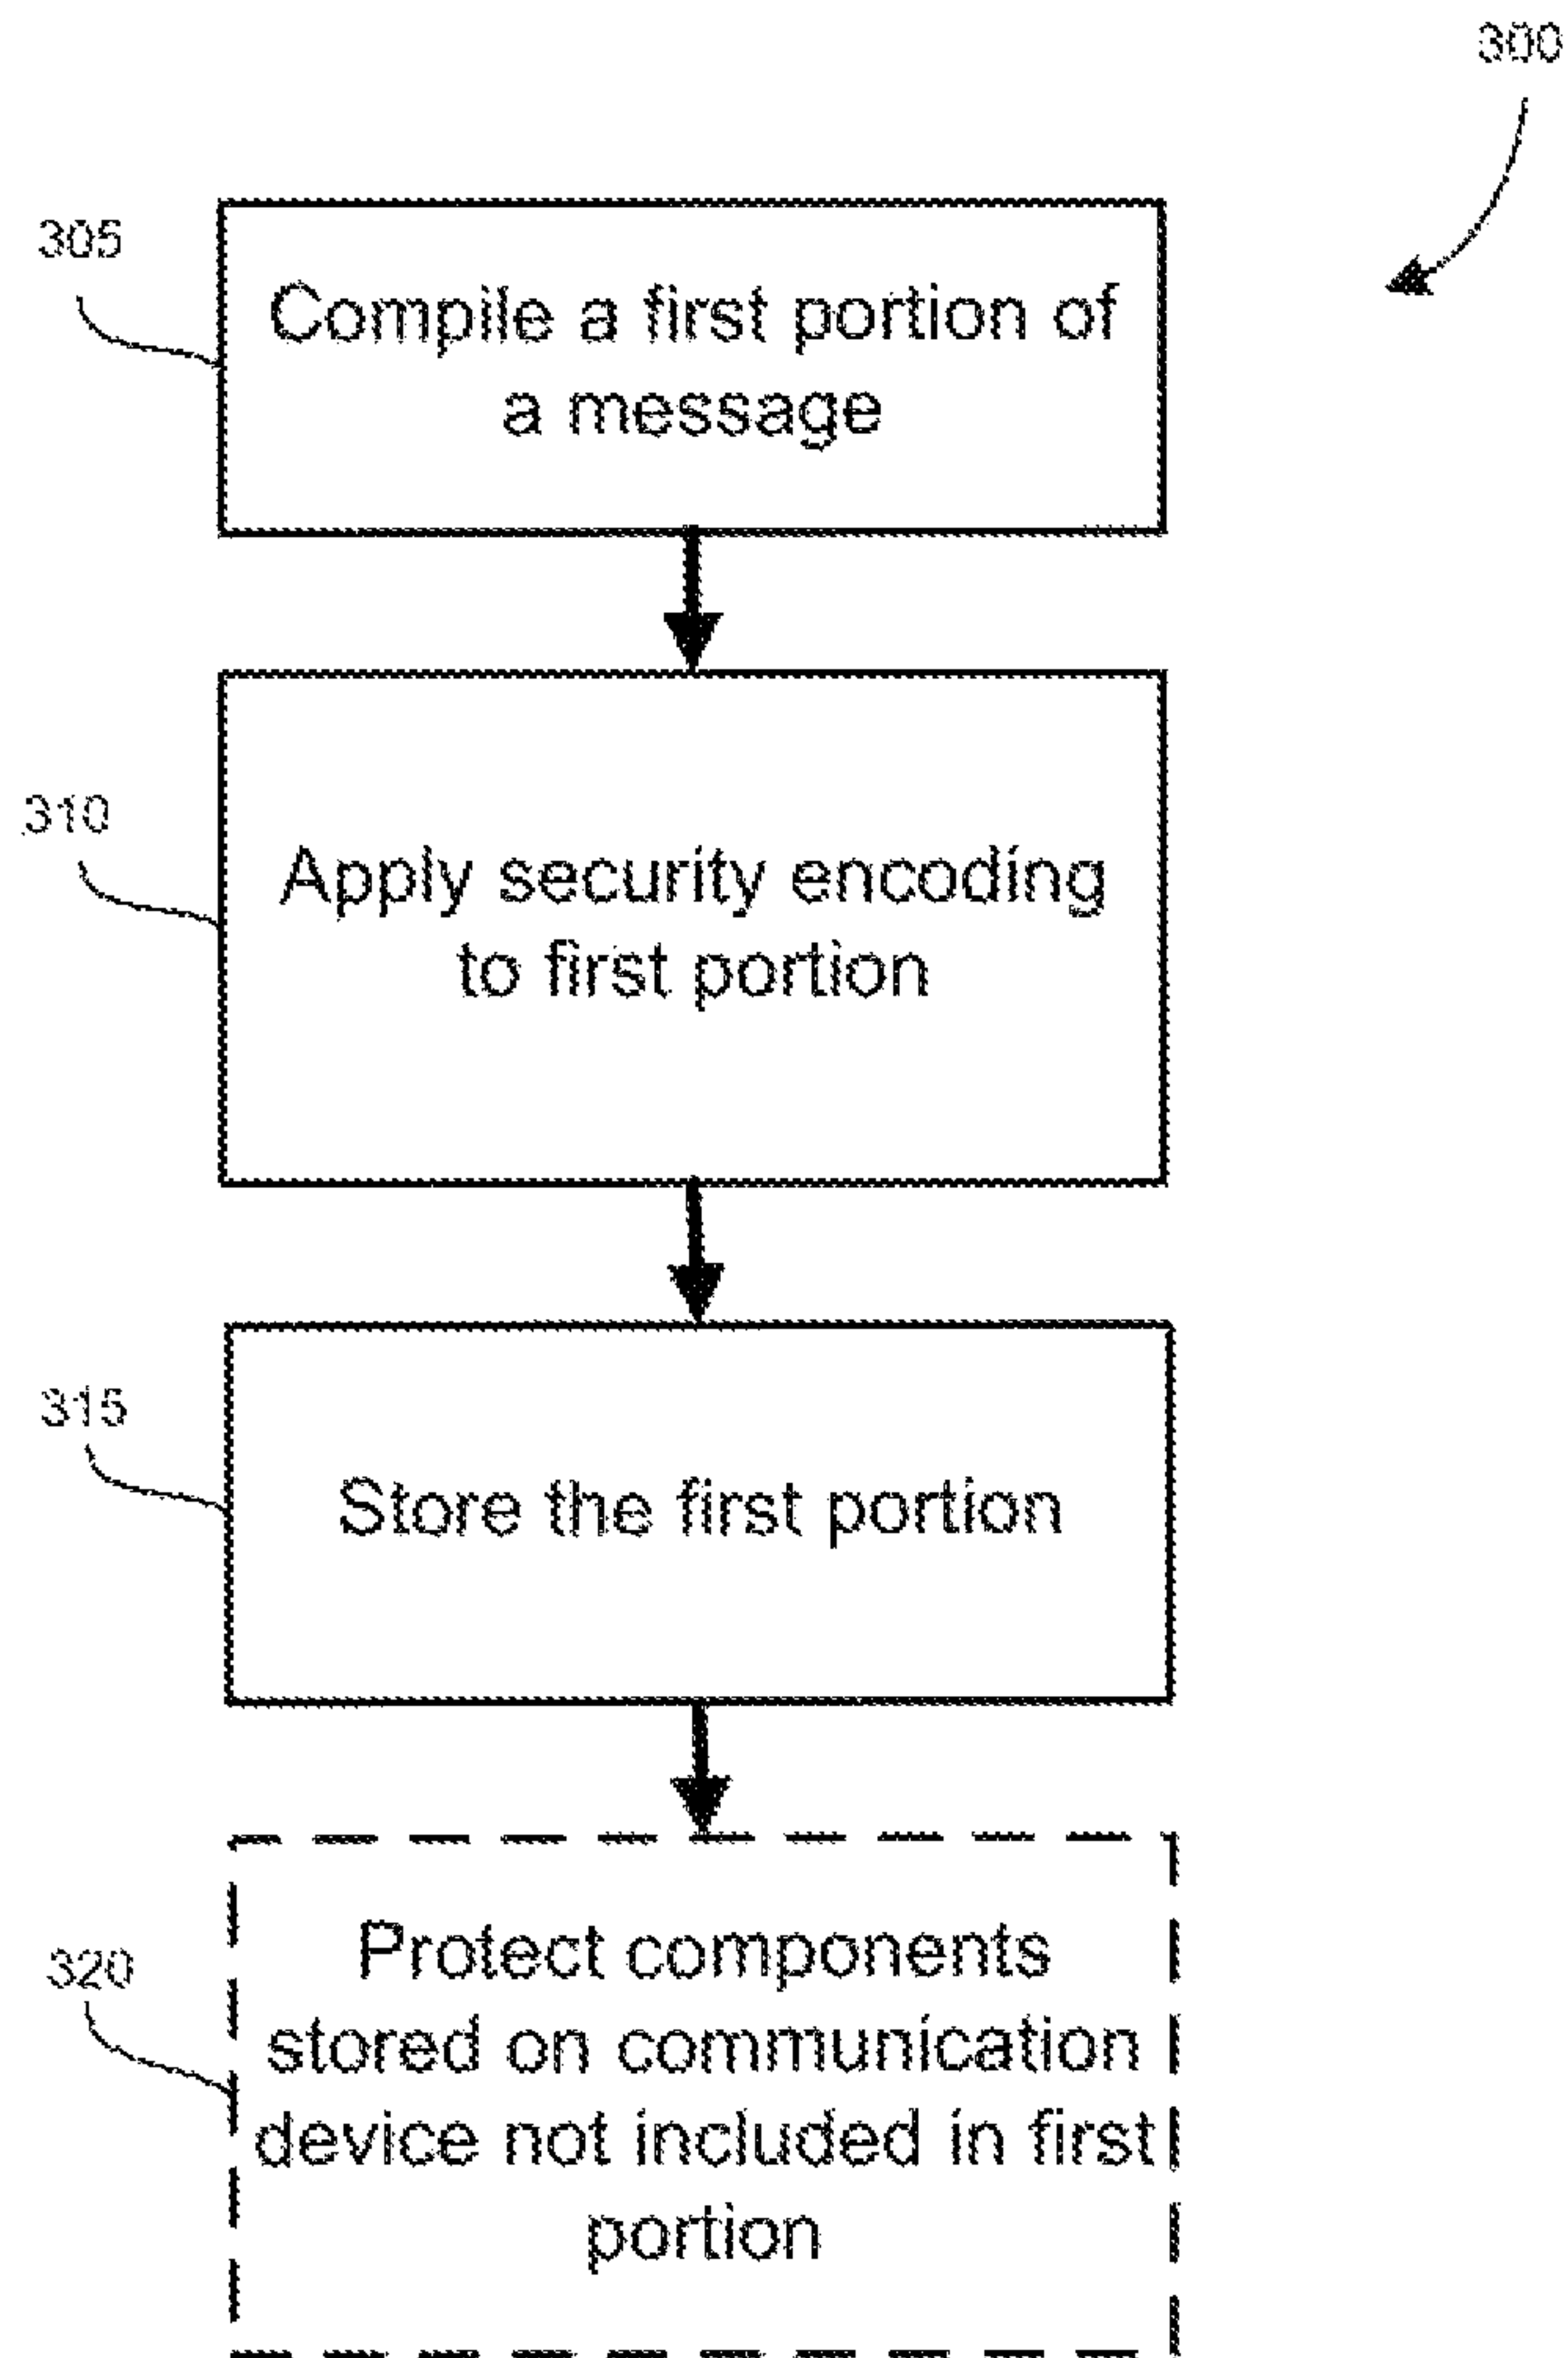 300
305
Compile a first portion of
a message
310
Apply security encoding
to first portion
315
Store the first portion
320
Protect components
stored on communication
device not included in first
portion